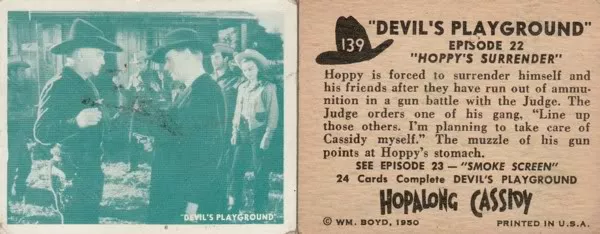 "DEVIL'S PLAYGROUND"
139
"DEVIL'S PLAYGROUND"
EPISODE 22
"HOPPY'S SURRENDER"
Hoppy is forced to surrender himself and
his friends after they have run out of ammu-
nition in a gun battle with the Judge. The
Judge orders one of his gang, "Line up
those others. I'm planning to take care of
Cassidy myself." The muzzle of his gun
points at Hoppy's stomach.
SEE EPISODE 23 — "SMOKE SCREEN"
24 Cards Complete DEVIL'S PLAYGROUND
HOPALONG CASSIDY
© WM. BOYD, 1950 PRINTED IN U.S.A.